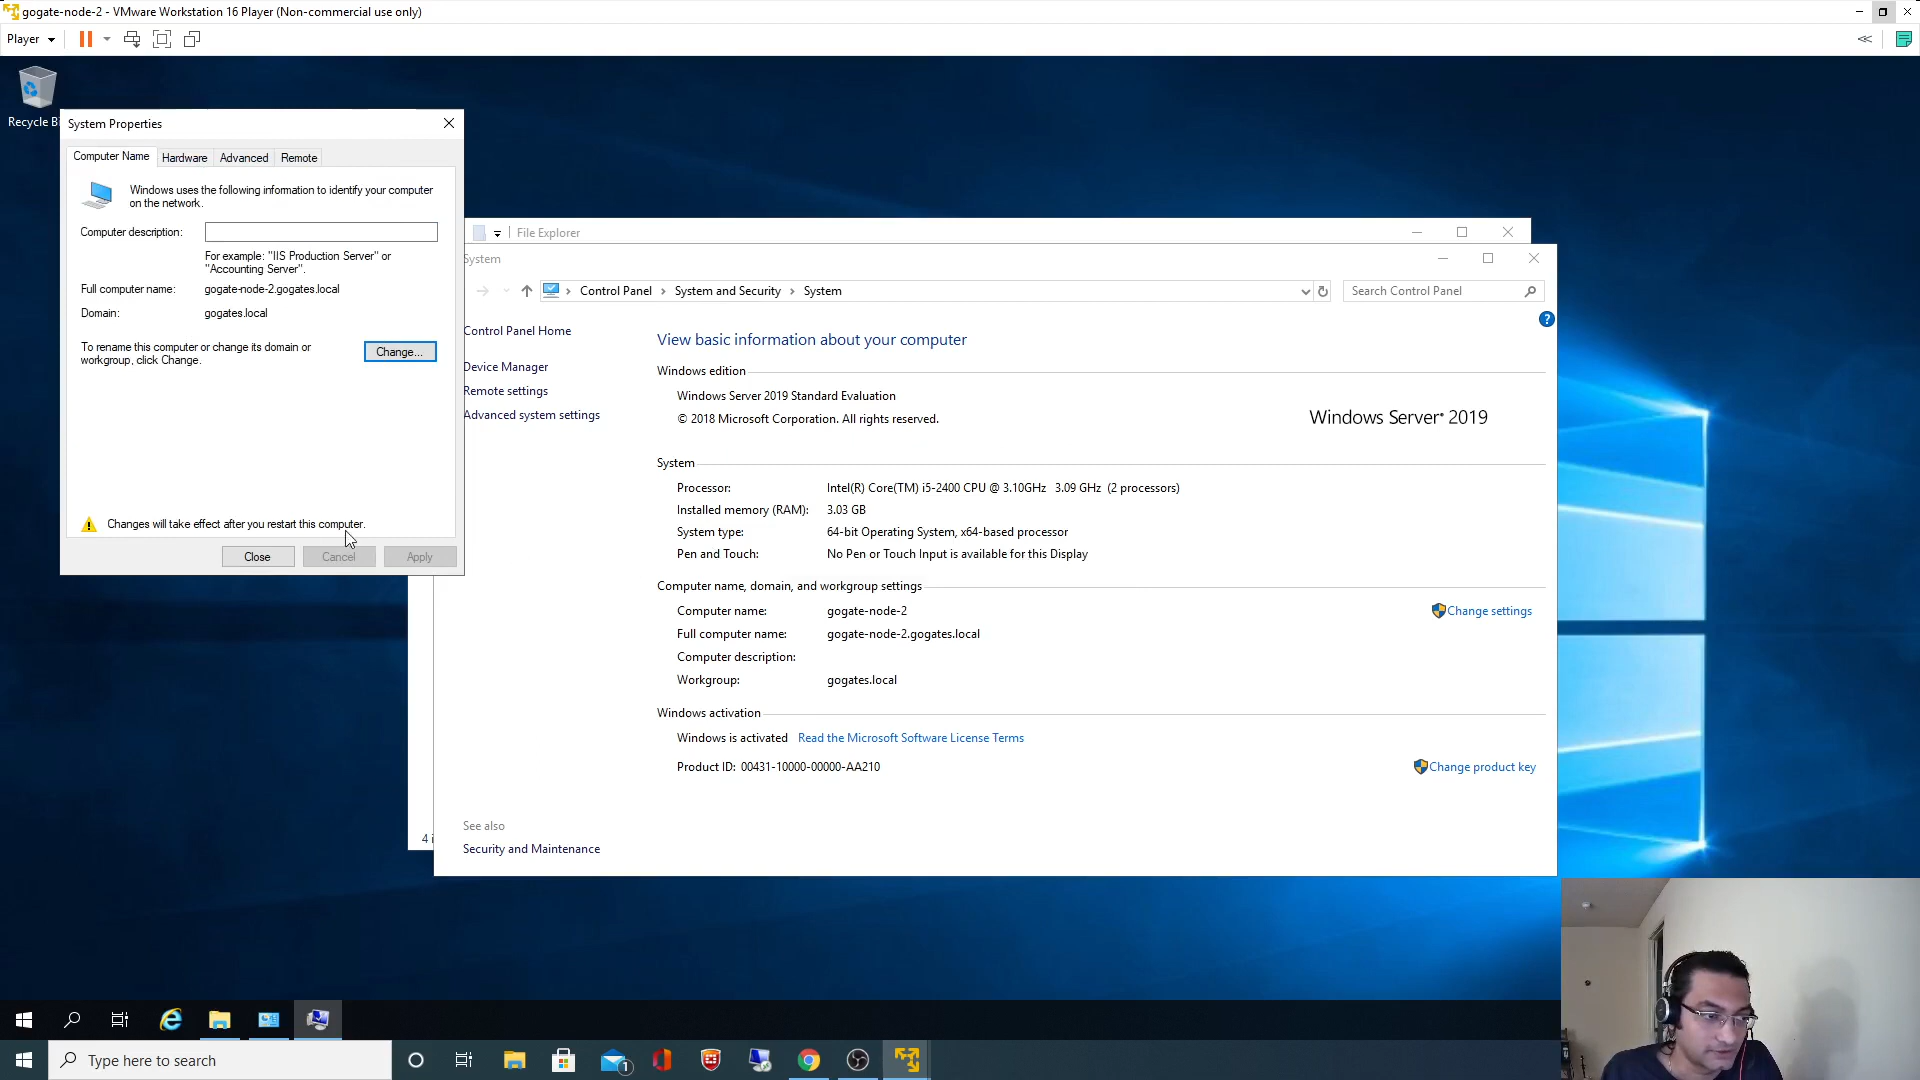 gogate-node-2 - VMware Workstation 16 Player (Non-commercial use only)
Player
Recycle Bi
System Properties
Computer Name
Hardware
Advanced
Remote
Windows uses the following information to identify your computer
on the network.
Computer description:
For example: "IIS Production Server" or
"Accounting Server".
Full computer name:
gogate-node-2.gogates.local
Domain:
gogates.local
To rename this computer or change its domain or
workgroup, click Change.
Change...
Changes will take effect after you restart this computer.
Close
Cancel
Apply
File Explorer
System
Control Panel
System and Security
System
Search Control Panel
Control Panel Home
Device Manager
Remote settings
Advanced system settings
View basic information about your computer
Windows edition
Windows Server 2019 Standard Evaluation
© 2018 Microsoft Corporation. All rights reserved.
Windows Server® 2019
System
Processor:
Intel(R) Core(TM) i5-2400 CPU @ 3.10GHz 3.09 GHz (2 processors)
Installed memory (RAM):
3.03 GB
System type:
64-bit Operating System, x64-based processor
Pen and Touch:
No Pen or Touch Input is available for this Display
Computer name, domain, and workgroup settings
Computer name:
gogate-node-2
Change settings
Full computer name:
gogate-node-2.gogates.local
Computer description:
Workgroup:
gogates.local
Windows activation
Windows is activated
Read the Microsoft Software License Terms
Product ID: 00431-10000-00000-AA210
Change product key
See also
4 i
Security and Maintenance
Type here to search
1